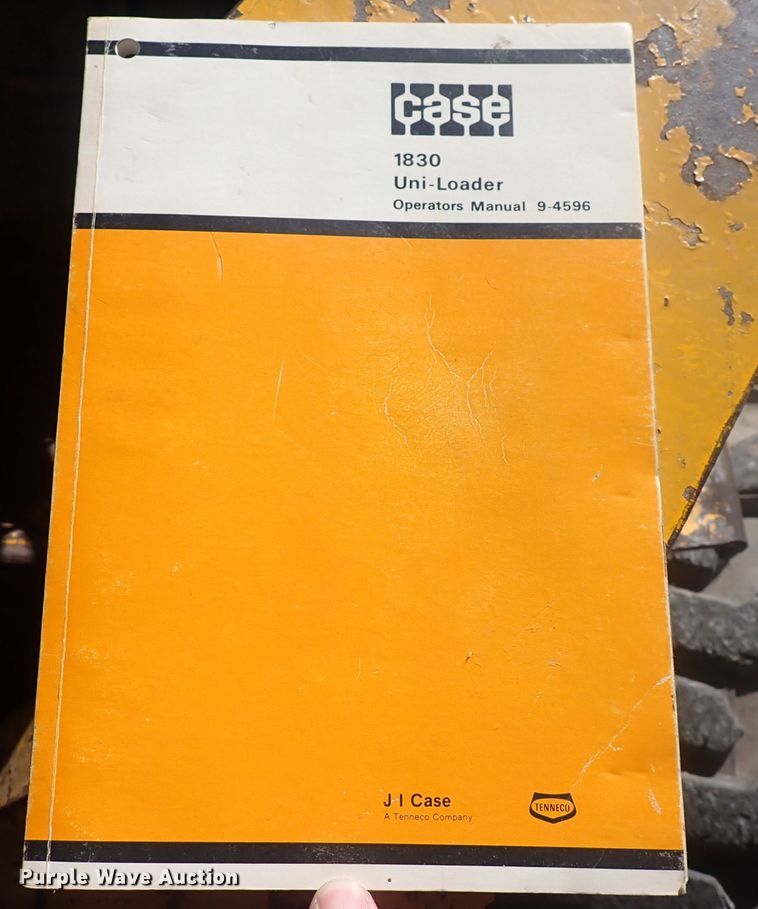 case
1830
Uni-Loader
Operators Manual 9-4596
J I Case
A Tenneco Company
TENNECO
Purple Wave Auction